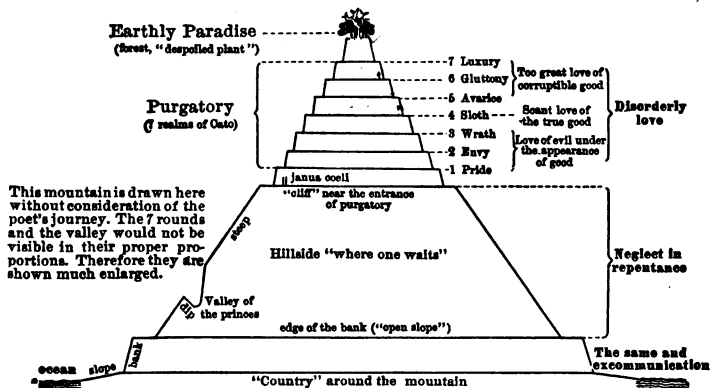 Earthly Paradise
(forest, "despoiled plant")
7 Luxury
6 Gluttony
Too great love of
corruptible good
5 Avarice
Purgatory
(7 realms of Cato)
4 Sloth
Scant love of
the true good
Disorderly
love
3 Wrath
2 Envy
Love of evil under
the appearance
of good
1 Pride
janua coeli
"cliff" near the entrance
of purgatory
This mountain is drawn here
without consideration of the
poet's journey. The 7 rounds
and the valley would not be
visible in their proper pro-
portions. Therefore they are
shown much enlarged.
steep
Hillside "where one waits"
Neglect in
repentance
dip
Valley of
the princes
edge of the bank ("open slope")
bank
The same and
excommunication
ocean
slope
"Country" around the mountain